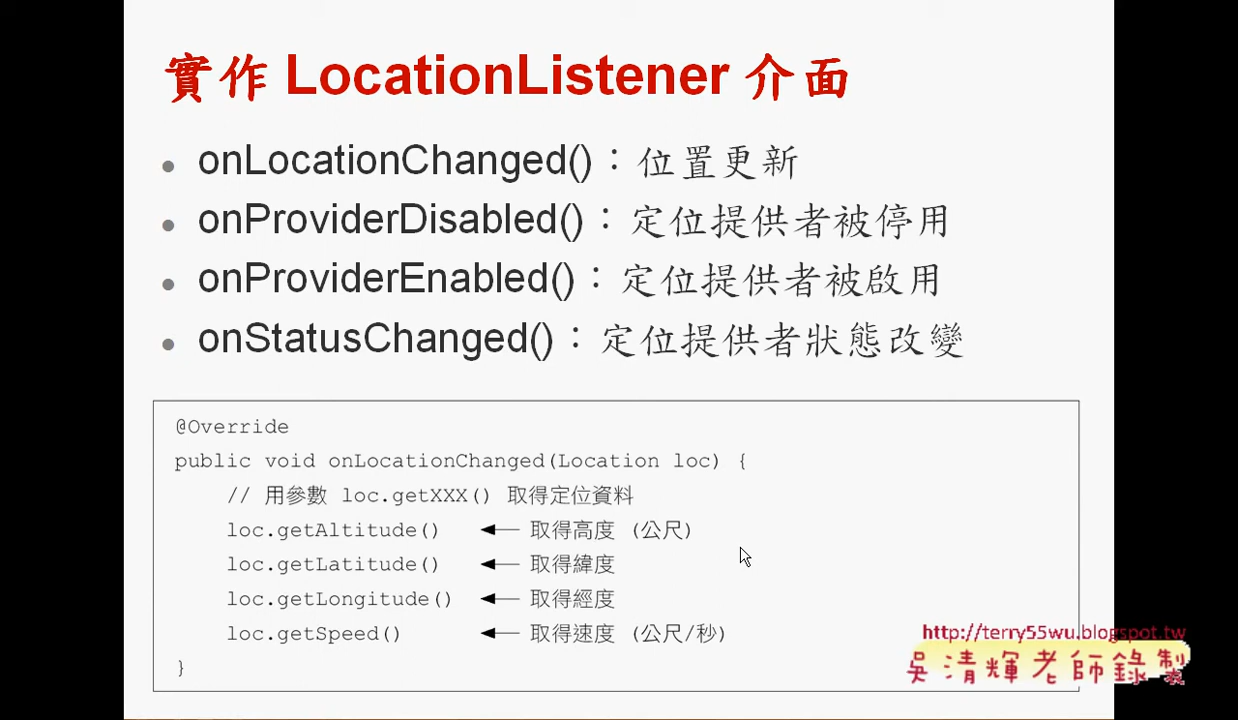 實作 LocationListener 介面
onLocationChanged()：位置更新
onProviderDisabled()：定位提供者被停用
onProviderEnabled()：定位提供者被啟用
onStatusChanged()：定位提供者狀態改變
@Override
public void onLocationChanged(Location loc) {
// 用參數 loc.getXXX() 取得定位資料
loc.getAltitude() ← 取得高度 (公尺)
loc.getLatitude() ← 取得緯度
loc.getLongitude() ← 取得經度
loc.getSpeed() ← 取得速度 (公尺/秒)
}
http://terry55wu.blogspot.tw
吳清輝老師錄製